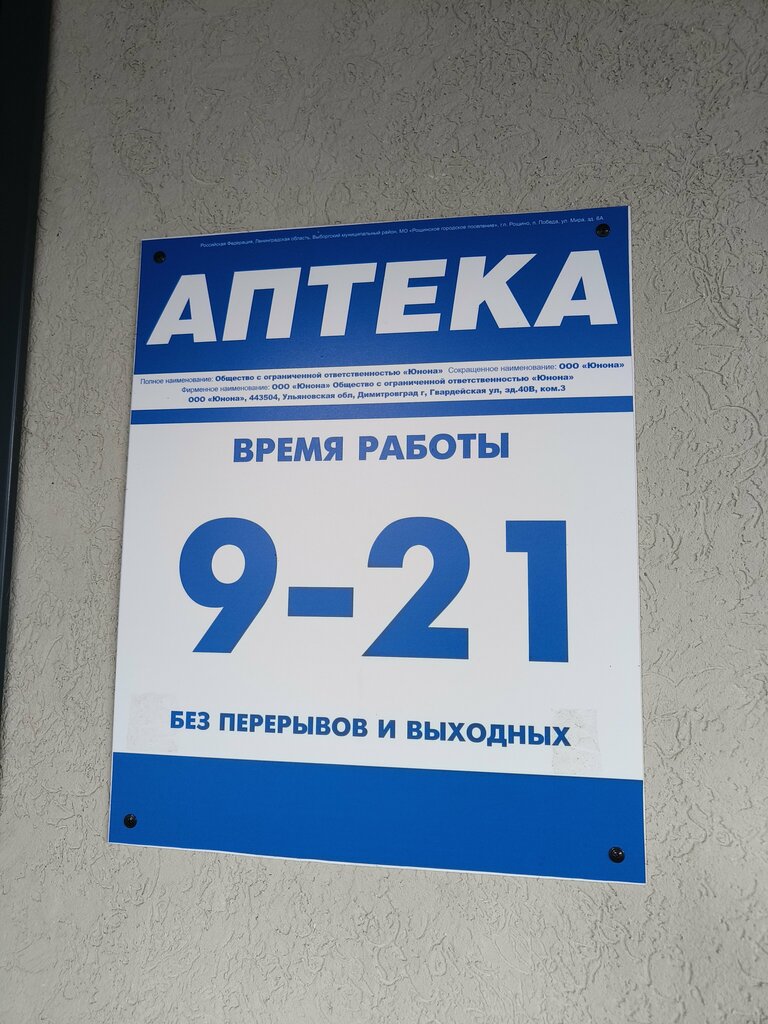 Российская Федерация, Ленинградская область, Выборгский муниципальный район, МО «Рощинское городское поселение», г.п. Рощино, п. Победа, ул. Мира, зд. 8А
АПТЕКА
Полное наименование: Общество с ограниченной ответственностью «Юнона» Сокращенное наименование: ООО «Юнона»
Фирменное наименование: ООО «Юнона» Общество с ограниченной ответственностью «Юнона»
ООО «Юнона», 443504, Ульяновская обл, Димитровград г, Гвардейская ул, зд.40В, ком.3
ВРЕМЯ РАБОТЫ
9-21
БЕЗ ПЕРЕРЫВОВ И ВЫХОДНЫХ